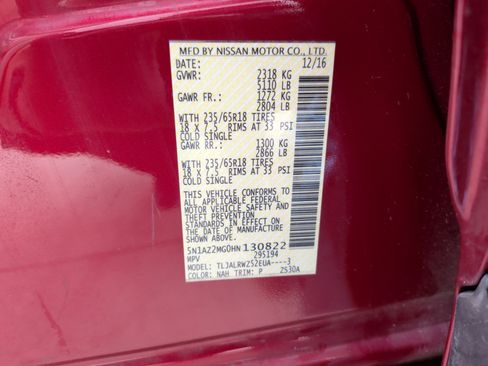 MFD BY NISSAN MOTOR CO., LTD.
DATE: 12/16
GVWR: 2318 KG
5110 LB
GAWR FR.: 1272 KG
2804 LB
WITH 235/65R18 TIRES
18 X 7.5 RIMS AT 33 PSI
COLD SINGLE
GAWR RR.: 1300 KG
2866 LB
WITH 235/65R18 TIRES
18 X 7.5 RIMS AT 33 PSI
COLD SINGLE
THIS VEHICLE CONFORMS TO
ALL APPLICABLE FEDERAL
MOTOR VEHICLE SAFETY AND
THEFT PREVENTION
STANDARDS IN EFFECT ON
THE DATE OF MANUFACTURE
SHOWN ABOVE.
5N1AZ2MG0HN130822
MPV 295194
MODEL: TLJALRWZ52EUA----3
COLOR: NAH TRIM: P ZS30A